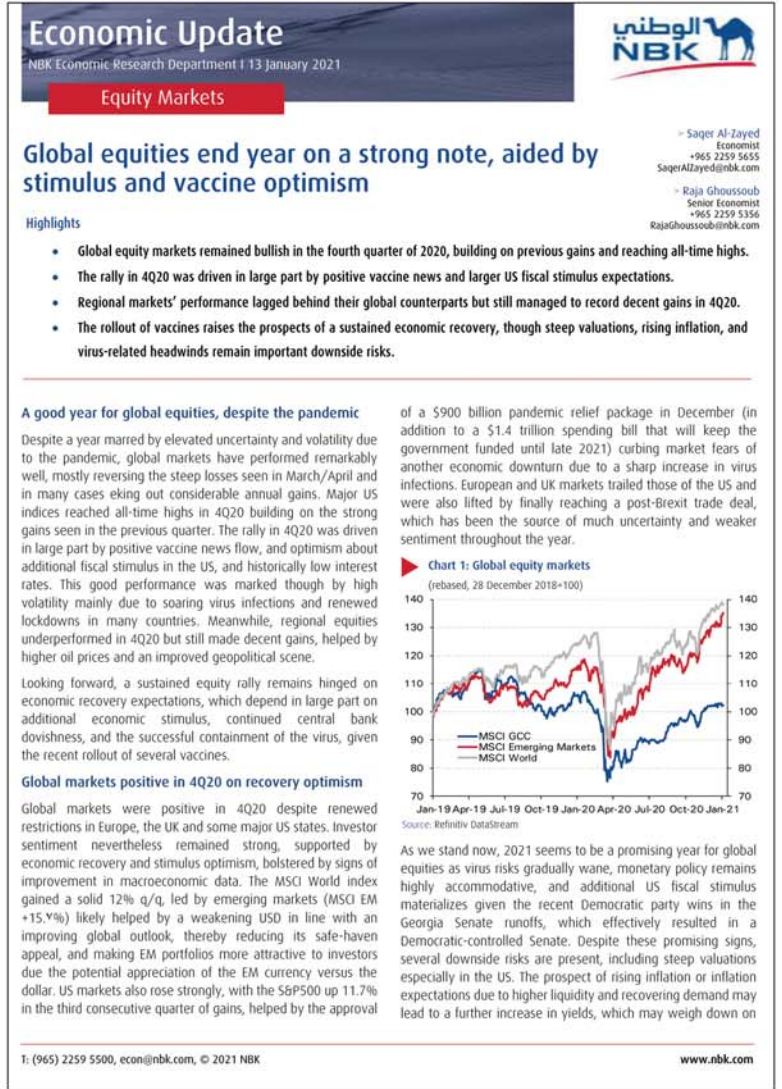 Economic Update
NBK Economic Research Department I 13 January 2021
Equity Markets
الوطني
NBK
Global equities end year on a strong note, aided by
stimulus and vaccine optimism
> Saqer Al-Zayed
Economist
+965 2259 5655
SaqerAlZayed@nbk.com
> Raja Ghoussoub
Senior Economist
+965 2259 5356
RajaGhoussoub@nbk.com
Highlights
• Global equity markets remained bullish in the fourth quarter of 2020, building on previous gains and reaching all-time highs.
• The rally in 4Q20 was driven in large part by positive vaccine news and larger US fiscal stimulus expectations.
• Regional markets' performance lagged behind their global counterparts but still managed to record decent gains in 4Q20.
• The rollout of vaccines raises the prospects of a sustained economic recovery, though steep valuations, rising inflation, and
virus-related headwinds remain important downside risks.
A good year for global equities, despite the pandemic
Despite a year marred by elevated uncertainty and volatility due
to the pandemic, global markets have performed remarkably
well, mostly reversing the steep losses seen in March/April and
in many cases eking out considerable annual gains. Major US
indices reached all-time highs in 4Q20 building on the strong
gains seen in the previous quarter. The rally in 4Q20 was driven
in large part by positive vaccine news flow, and optimism about
additional fiscal stimulus in the US, and historically low interest
rates. This good performance was marked though by high
volatility mainly due to soaring virus infections and renewed
lockdowns in many countries. Meanwhile, regional equities
underperformed in 4Q20 but still made decent gains, helped by
higher oil prices and an improved geopolitical scene.
Looking forward, a sustained equity rally remains hinged on
economic recovery expectations, which depend in large part on
additional economic stimulus, continued central bank
dovishness, and the successful containment of the virus, given
the recent rollout of several vaccines.
Global markets positive in 4Q20 on recovery optimism
Global markets were positive in 4Q20 despite renewed
restrictions in Europe, the UK and some major US states. Investor
sentiment nevertheless remained strong, supported by
economic recovery and stimulus optimism, bolstered by signs of
improvement in macroeconomic data. The MSCI World index
gained a solid 12% q/q, led by emerging markets (MSCI EM
+15.٧%) likely helped by a weakening USD in line with an
improving global outlook, thereby reducing its safe-haven
appeal, and making EM portfolios more attractive to investors
due the potential appreciation of the EM currency versus the
dollar. US markets also rose strongly, with the S&P500 up 11.7%
in the third consecutive quarter of gains, helped by the approval
of a $900 billion pandemic relief package in December (in
addition to a $1.4 trillion spending bill that will keep the
government funded until late 2021) curbing market fears of
another economic downturn due to a sharp increase in virus
infections. European and UK markets trailed those of the US and
were also lifted by finally reaching a post-Brexit trade deal,
which has been the source of much uncertainty and weaker
sentiment throughout the year.
Chart 1: Global equity markets
(rebased, 28 December 2018=100)
140 140
130 130
120 120
110 110
100 100
90 90
80 80
70 70
MSCI GCC
MSCI Emerging Markets
MSCI World
Jan-19 Apr-19 Jul-19 Oct-19 Jan-20 Apr-20 Jul-20 Oct-20 Jan-21
Source: Refinitiv DataStream
As we stand now, 2021 seems to be a promising year for global
equities as virus risks gradually wane, monetary policy remains
highly accommodative, and additional US fiscal stimulus
materializes given the recent Democratic party wins in the
Georgia Senate runoffs, which effectively resulted in a
Democratic-controlled Senate. Despite these promising signs,
several downside risks are present, including steep valuations
especially in the US. The prospect of rising inflation or inflation
expectations due to higher liquidity and recovering demand may
lead to a further increase in yields, which may weigh down on
T: (965) 2259 5500, econ@nbk.com, © 2021 NBK
www.nbk.com